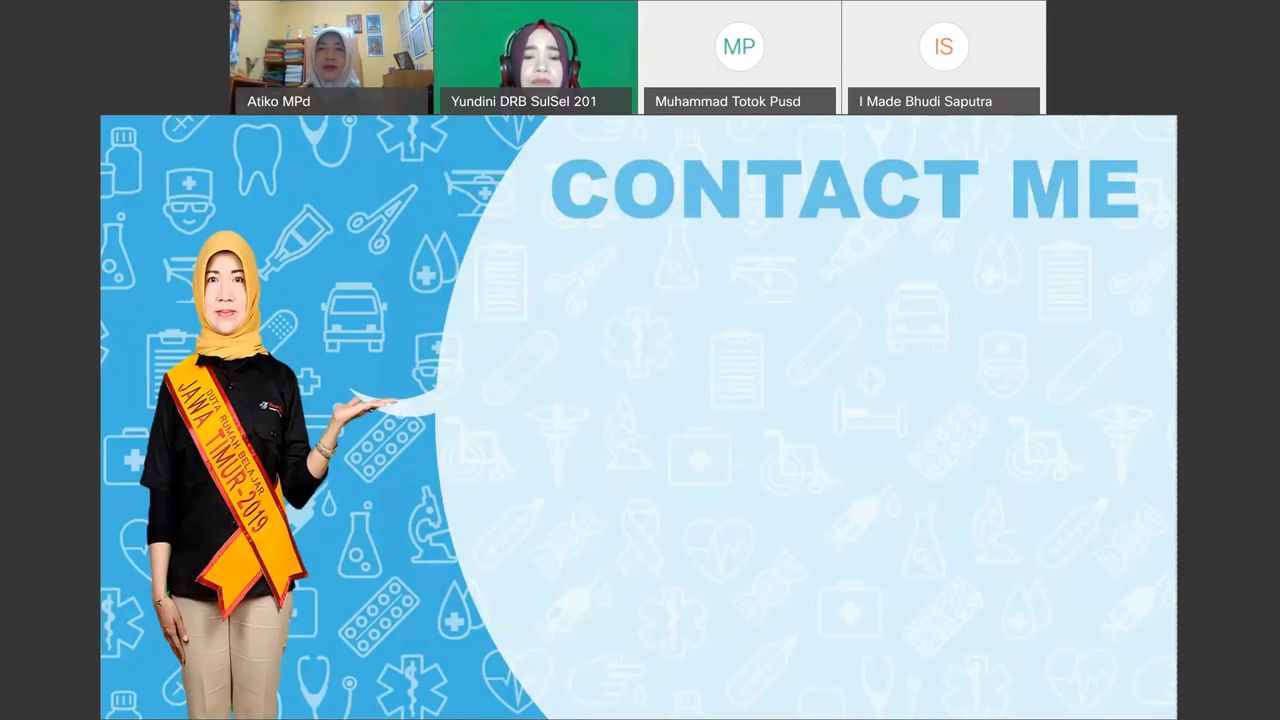 Atiko MPd
Yundini DRB SulSel 201
MP
Muhammad Totok Pusd
IS
I Made Bhudi Saputra
CONTACT ME
DUTA RUMAH BELAJAR
JAWA TIMUR-2019